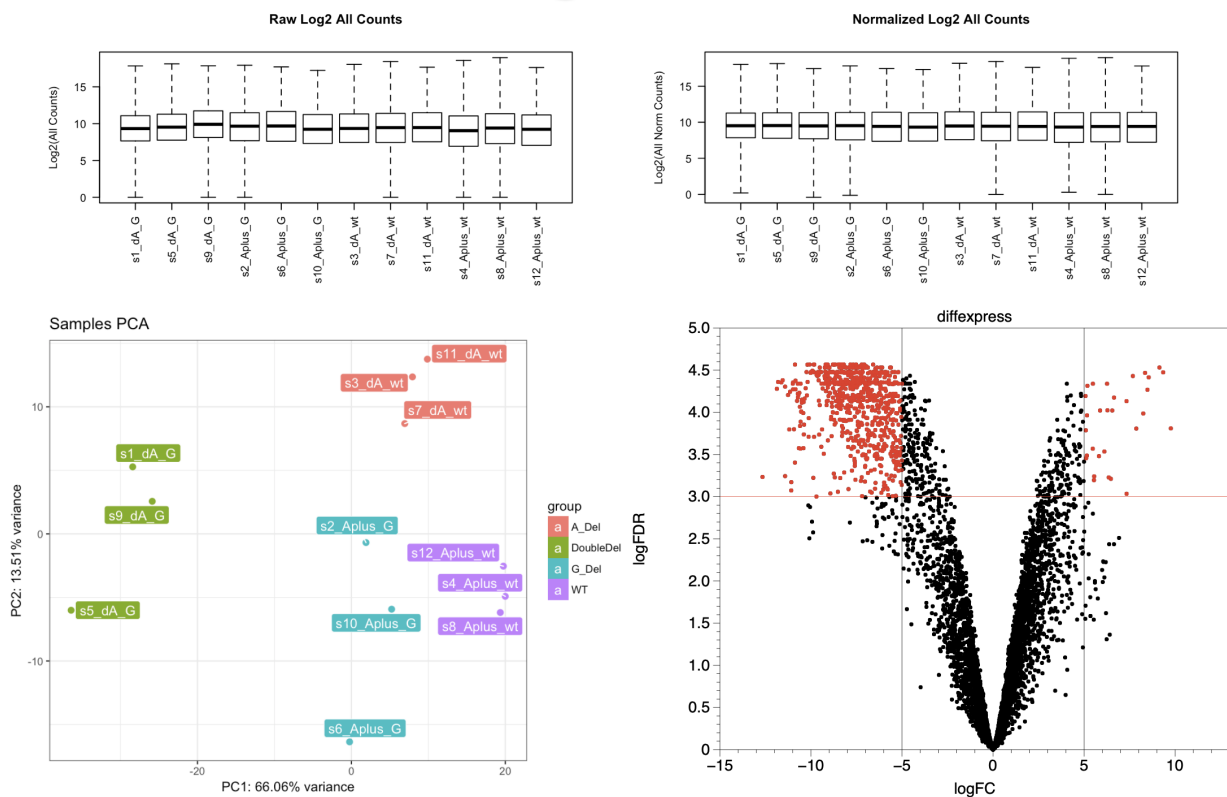 Raw Log2 All Counts
Log2(All Counts)
15
10
5
0
s1_dA_G
s5_dA_G
s9_dA_G
s2_Aplus_G
s6_Aplus_G
s10_Aplus_G
s3_dA_wt
s7_dA_wt
s11_dA_wt
s4_Aplus_wt
s8_Aplus_wt
s12_Aplus_wt
Normalized Log2 All Counts
Log2(All Norm Counts)
15
10
5
0
s1_dA_G
s5_dA_G
s9_dA_G
s2_Aplus_G
s6_Aplus_G
s10_Aplus_G
s3_dA_wt
s7_dA_wt
s11_dA_wt
s4_Aplus_wt
s8_Aplus_wt
s12_Aplus_wt
Samples PCA
s11_dA_wt
s3_dA_wt
s7_dA_wt
s1_dA_G
s9_dA_G
s2_Aplus_G
s12_Aplus_wt
s4_Aplus_wt
s5_dA_G
s10_Aplus_G
s8_Aplus_wt
s6_Aplus_G
10
0
-10
PC2: 13.51% variance
-20
0
20
PC1: 66.06% variance
group
a A_Del
a DoubleDel
a G_Del
a WT
diffexpress
5.0
4.5
4.0
3.5
3.0
2.5
2.0
1.5
1.0
0.5
0
logFDR
−15
−10
−5
0
5
10
logFC